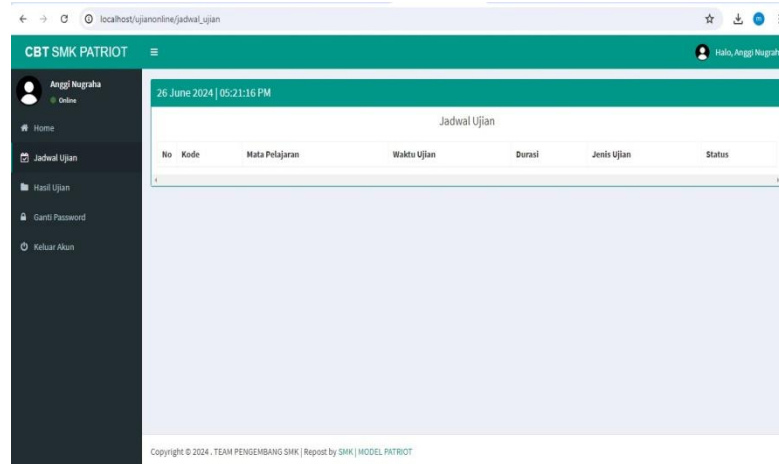 localhost/ujianonline/jadwal_ujian
m
CBT SMK PATRIOT
Halo, Anggi Nugrah
Anggi Nugraha
Online
26 June 2024 | 05:21:16 PM
Home
Jadwal Ujian
Jadwal Ujian
No Kode Mata Pelajaran Waktu Ujian Durasi Jenis Ujian Status
Hasil Ujian
Ganti Password
Keluar Akun
Copyright © 2024 . TEAM PENGEMBANG SMK | Repost by SMK | MODEL PATRIOT